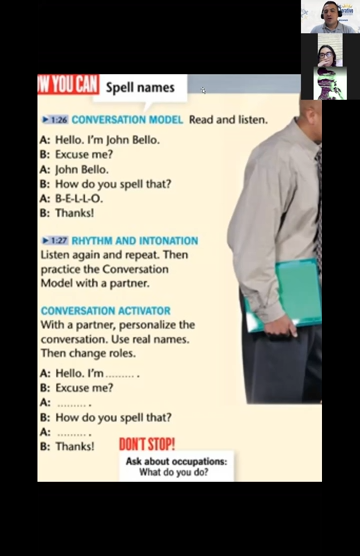 OW YOU CAN
Spell names
1:26 CONVERSATION MODEL Read and listen.
A: Hello. I'm John Bello.
B: Excuse me?
A: John Bello.
B: How do you spell that?
A: B-E-L-L-O.
B: Thanks!
1:27 RHYTHM AND INTONATION
Listen again and repeat. Then
practice the Conversation
Model with a partner.
CONVERSATION ACTIVATOR
With a partner, personalize the
conversation. Use real names.
Then change roles.
A: Hello. I'm ......... .
B: Excuse me?
A: ......... .
B: How do you spell that?
A: ......... .
B: Thanks!
DON'T STOP!
Ask about occupations:
What do you do?